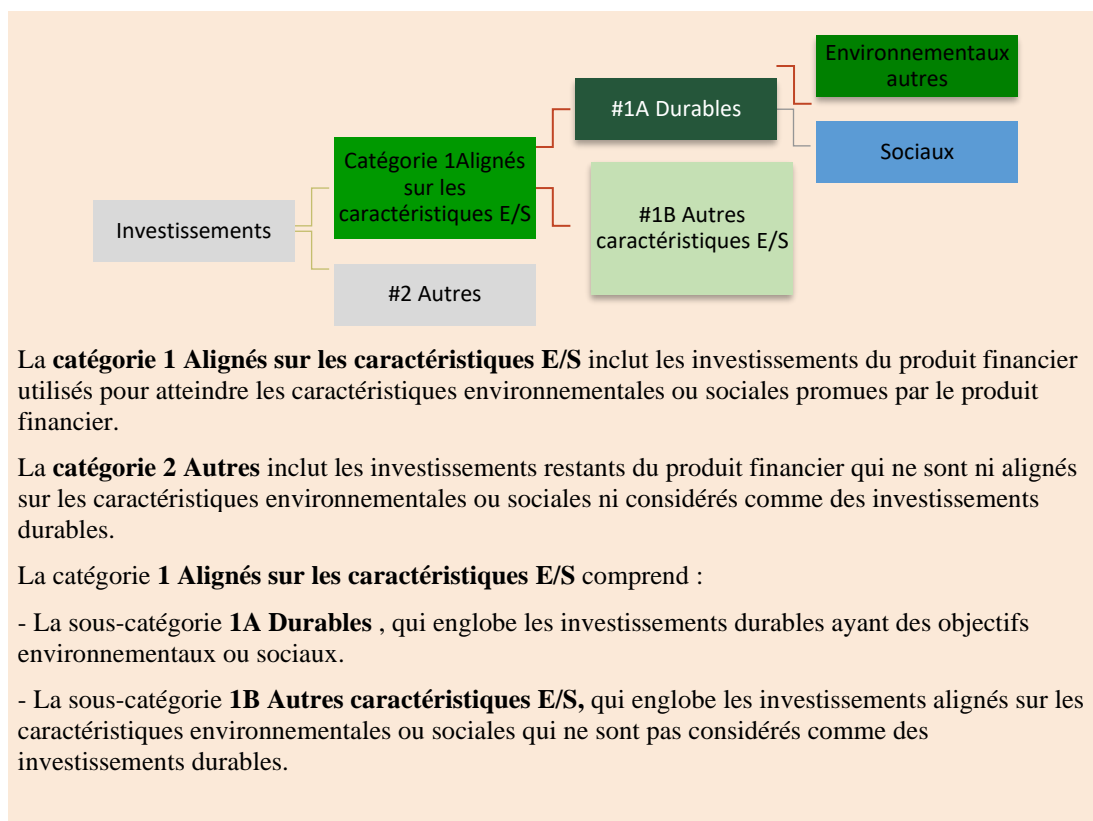 Environnementaux
autres
#1A Durables
Sociaux
Catégorie 1Alignés
sur les
caractéristiques E/S
#1B Autres
caractéristiques E/S
Investissements
#2 Autres
La catégorie 1 Alignés sur les caractéristiques E/S inclut les investissements du produit financier
utilisés pour atteindre les caractéristiques environnementales ou sociales promues par le produit
financier.
La catégorie 2 Autres inclut les investissements restants du produit financier qui ne sont ni alignés
sur les caractéristiques environnementales ou sociales ni considérés comme des investissements
durables.
La catégorie 1 Alignés sur les caractéristiques E/S comprend :
- La sous-catégorie 1A Durables , qui englobe les investissements durables ayant des objectifs
environnementaux ou sociaux.
- La sous-catégorie 1B Autres caractéristiques E/S, qui englobe les investissements alignés sur les
caractéristiques environnementales ou sociales qui ne sont pas considérés comme des
investissements durables.